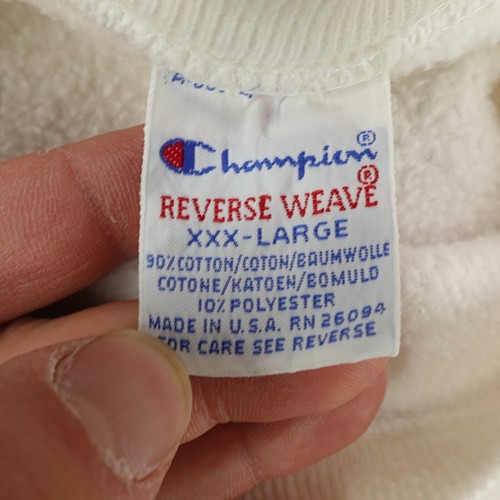 Champion®
REVERSE WEAVE®
XXX-LARGE
90%COTTON/COTON/BAUMWOLLE
COTONE/KATOEN/BOMULD
10% POLYESTER
MADE IN U.S.A. RN 26094
FOR CARE SEE REVERSE